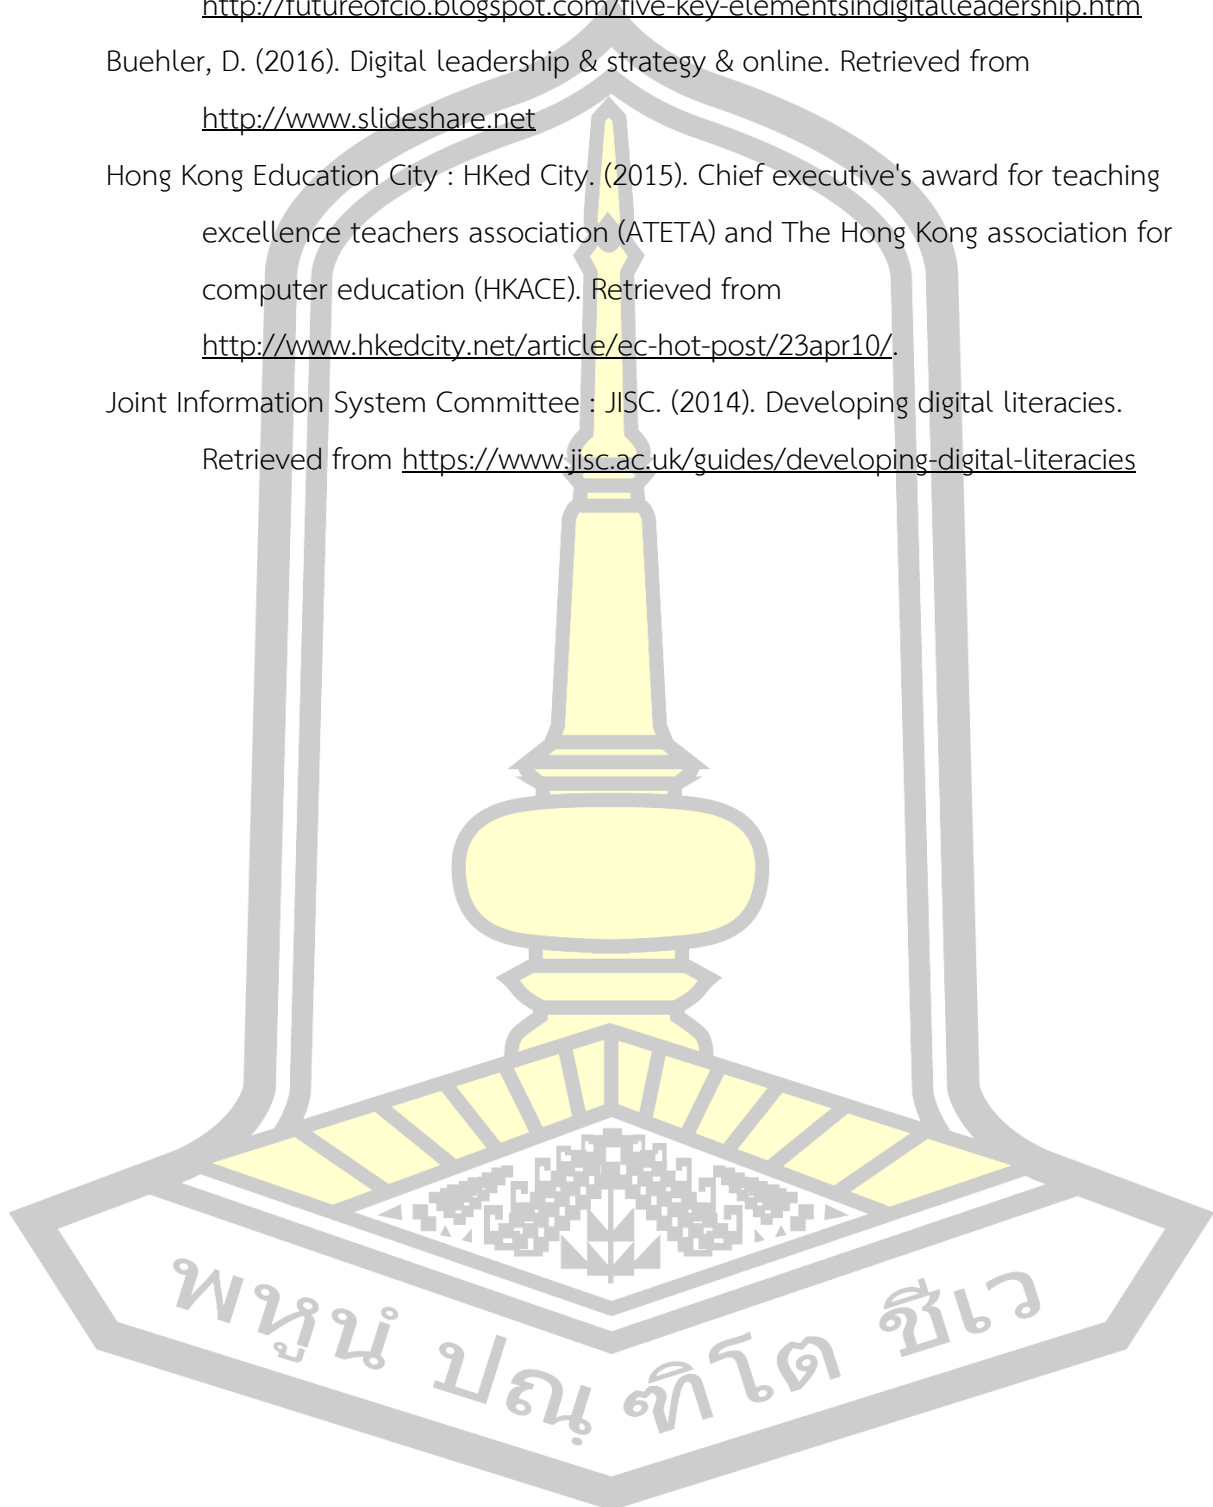 http://futureofcio.blogspot.com/five-key-elementsindigitalleadership.htm
Buehler, D. (2016). Digital leadership & strategy & online. Retrieved from
http://www.slideshare.net
Hong Kong Education City : HKed City. (2015). Chief executive's award for teaching
excellence teachers association (ATETA) and The Hong Kong association for
computer education (HKACE). Retrieved from
http://www.hkedcity.net/article/ec-hot-post/23apr10/.
Joint Information System Committee : JISC. (2014). Developing digital literacies.
Retrieved from https://www.jisc.ac.uk/guides/developing-digital-literacies
พหูนํ ปณฺฑิโต ชีเว